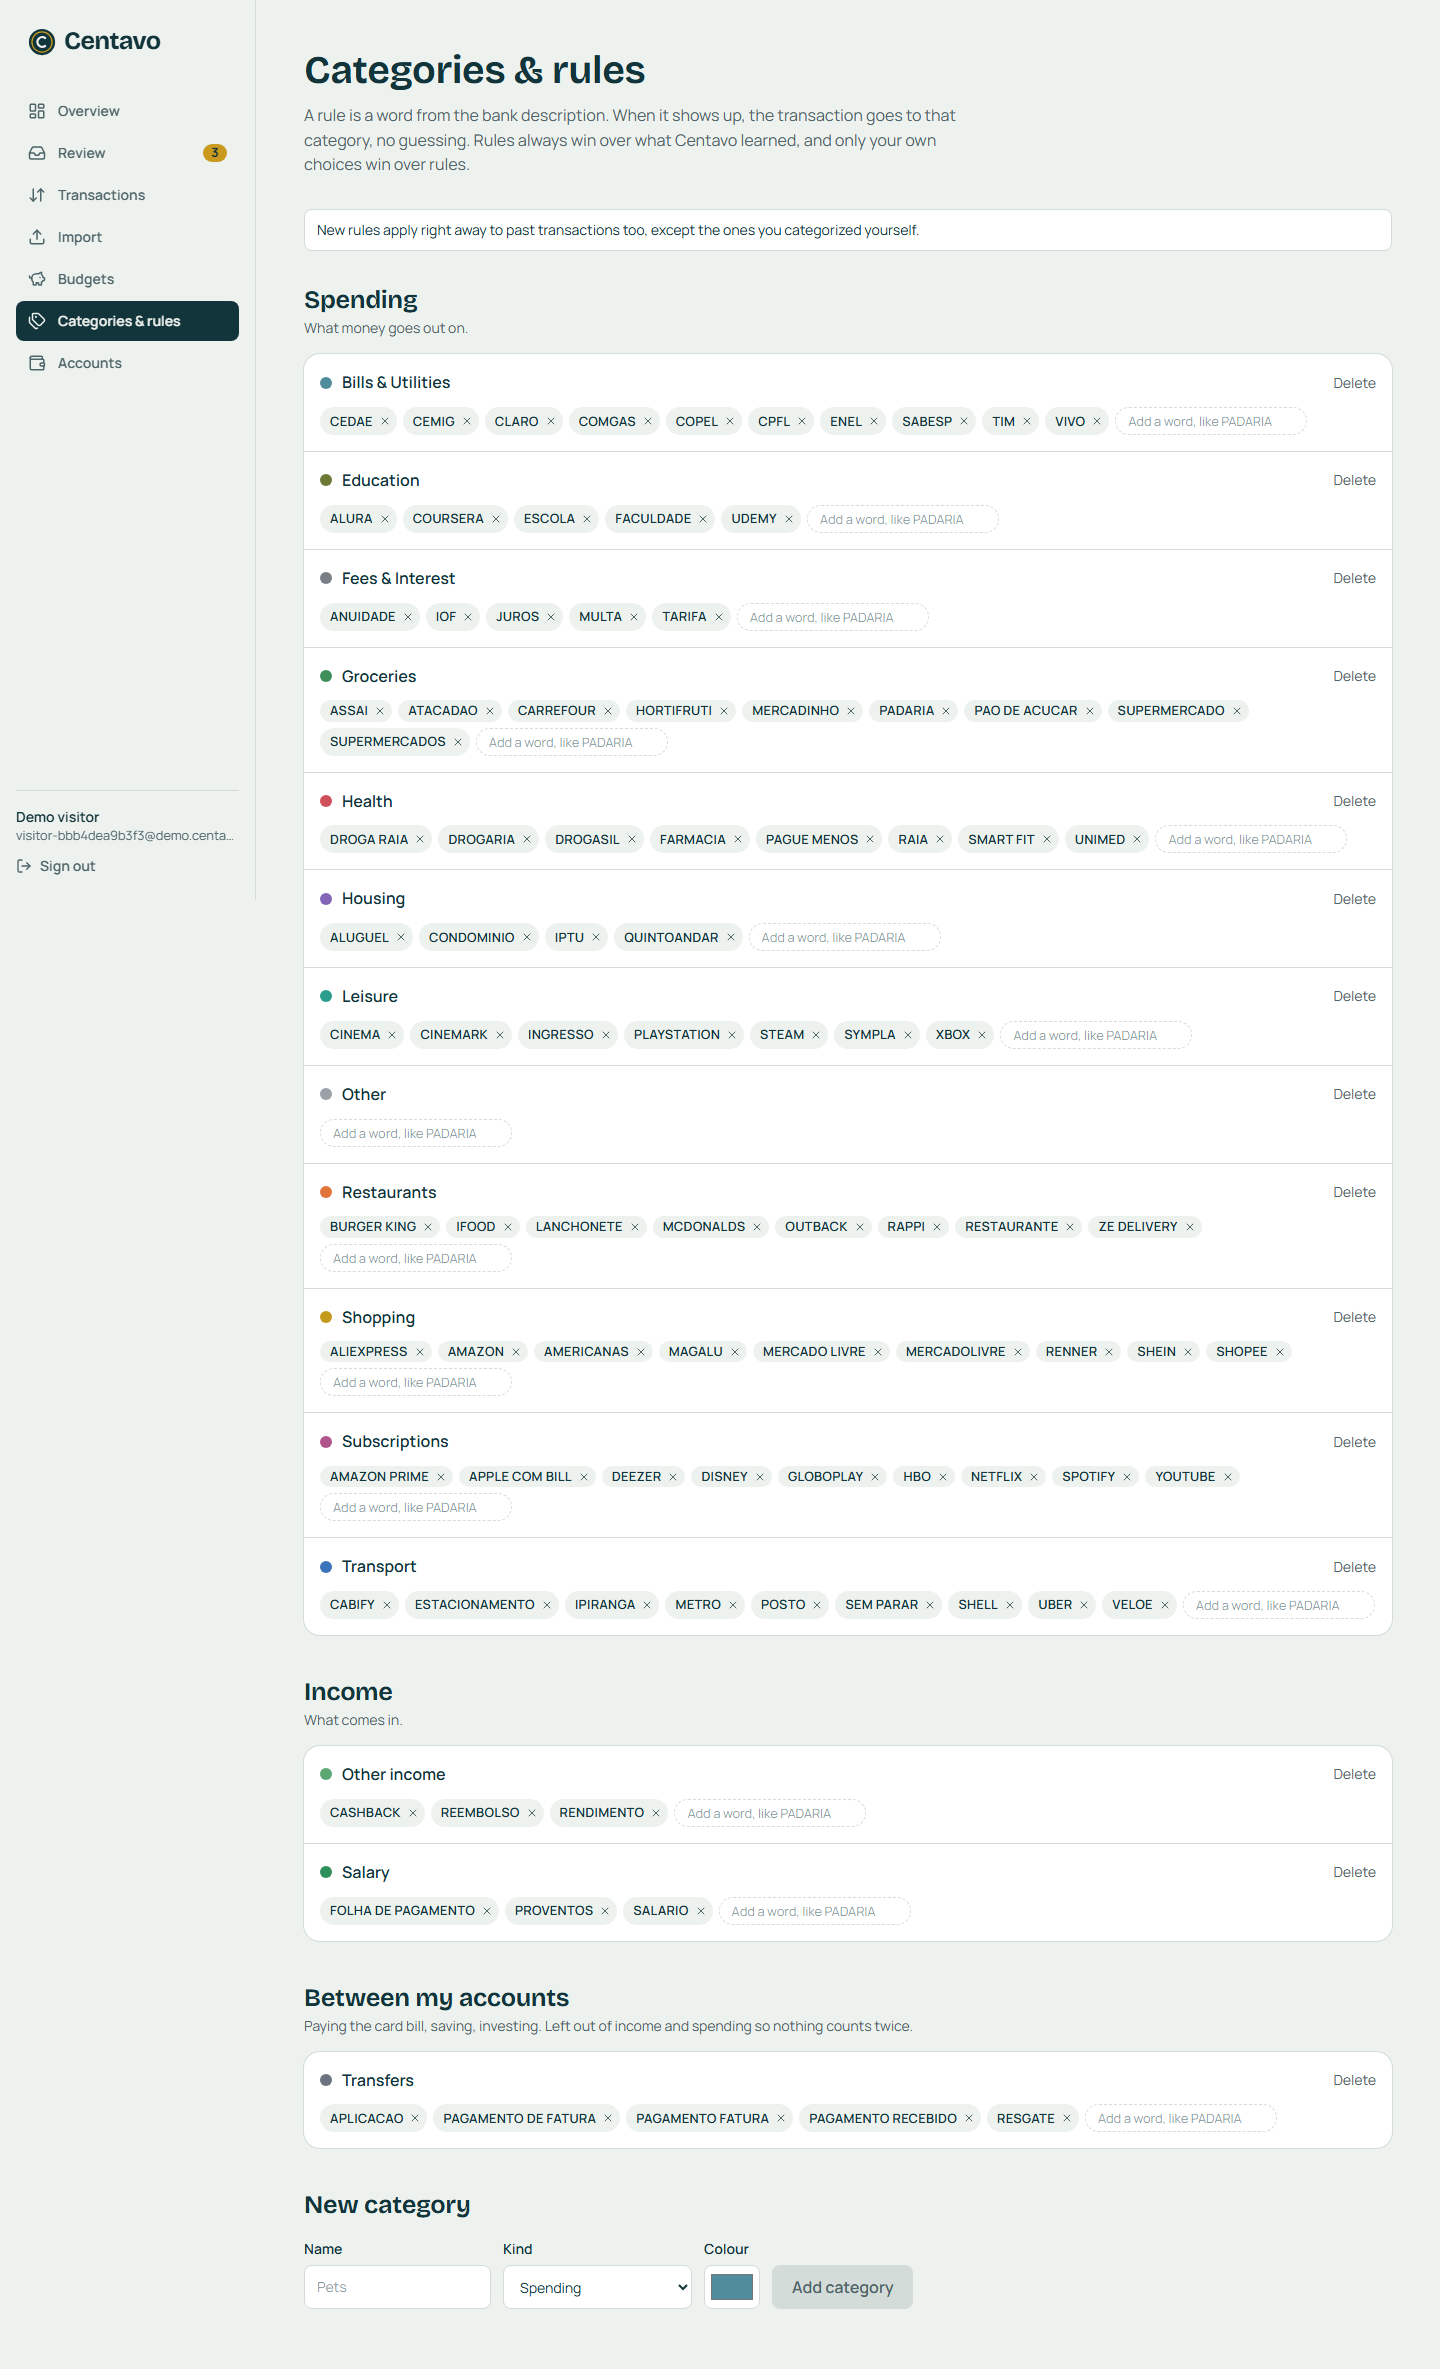 Centavo
Overview
Review 3
Transactions
Import
Budgets
Categories & rules
Accounts
Demo visitor
visitor-bbb4dea9b3f3@demo.centa...
Sign out
Categories & rules
A rule is a word from the bank description. When it shows up, the transaction goes to that
category, no guessing. Rules always win over what Centavo learned, and only your own
choices win over rules.
New rules apply right away to past transactions too, except the ones you categorized yourself.
Spending
What money goes out on.
Bills & Utilities Delete
CEDAE × CEMIG × CLARO × COMGAS × COPEL × CPFL × ENEL × SABESP × TIM × VIVO × Add a word, like PADARIA
Education Delete
ALURA × COURSERA × ESCOLA × FACULDADE × UDEMY × Add a word, like PADARIA
Fees & Interest Delete
ANUIDADE × IOF × JUROS × MULTA × TARIFA × Add a word, like PADARIA
Groceries Delete
ASSAI × ATACADAO × CARREFOUR × HORTIFRUTI × MERCADINHO × PADARIA × PAO DE ACUCAR × SUPERMERCADO ×
SUPERMERCADOS × Add a word, like PADARIA
Health Delete
DROGA RAIA × DROGARIA × DROGASIL × FARMACIA × PAGUE MENOS × RAIA × SMART FIT × UNIMED × Add a word, like PADARIA
Housing Delete
ALUGUEL × CONDOMINIO × IPTU × QUINTOANDAR × Add a word, like PADARIA
Leisure Delete
CINEMA × CINEMARK × INGRESSO × PLAYSTATION × STEAM × SYMPLA × XBOX × Add a word, like PADARIA
Other Delete
Add a word, like PADARIA
Restaurants Delete
BURGER KING × IFOOD × LANCHONETE × MCDONALDS × OUTBACK × RAPPI × RESTAURANTE × ZE DELIVERY ×
Add a word, like PADARIA
Shopping Delete
ALIEXPRESS × AMAZON × AMERICANAS × MAGALU × MERCADO LIVRE × MERCADOLIVRE × RENNER × SHEIN × SHOPEE ×
Add a word, like PADARIA
Subscriptions Delete
AMAZON PRIME × APPLE COM BILL × DEEZER × DISNEY × GLOBOPLAY × HBO × NETFLIX × SPOTIFY × YOUTUBE ×
Add a word, like PADARIA
Transport Delete
CABIFY × ESTACIONAMENTO × IPIRANGA × METRO × POSTO × SEM PARAR × SHELL × UBER × VELOE × Add a word, like PADARIA
Income
What comes in.
Other income Delete
CASHBACK × REEMBOLSO × RENDIMENTO × Add a word, like PADARIA
Salary Delete
FOLHA DE PAGAMENTO × PROVENTOS × SALARIO × Add a word, like PADARIA
Between my accounts
Paying the card bill, saving, investing. Left out of income and spending so nothing counts twice.
Transfers Delete
APLICACAO × PAGAMENTO DE FATURA × PAGAMENTO FATURA × PAGAMENTO RECEBIDO × RESGATE × Add a word, like PADARIA
New category
Name Kind Colour
Pets Spending Add category